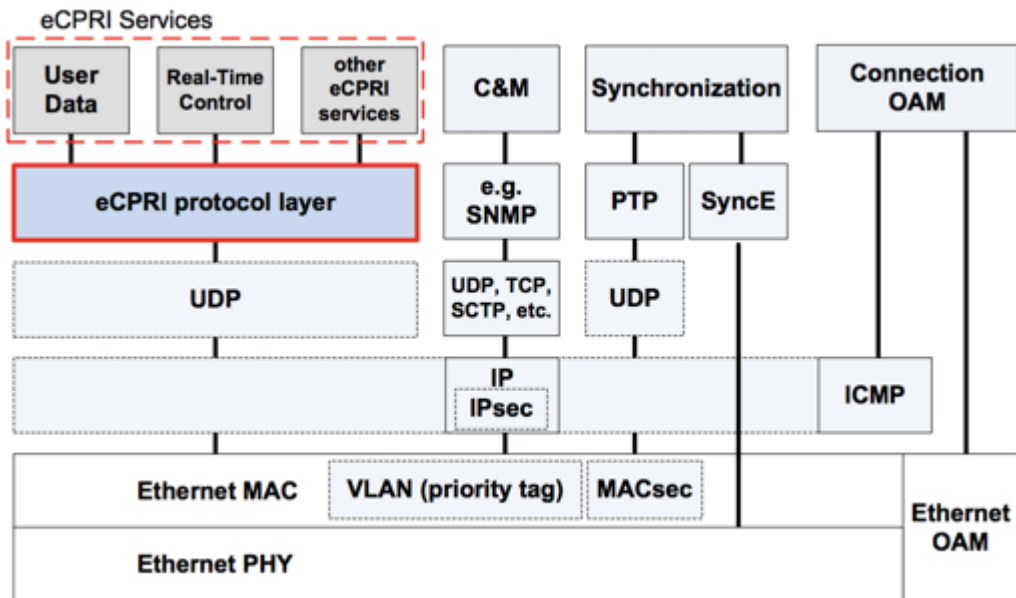 eCPRI Services
User
Data
Real-Time
Control
other
eCPRI
services
C&M
Synchronization
Connection
OAM
eCPRI protocol layer
e.g.
SNMP
PTP
SyncE
UDP
UDP, TCP,
SCTP, etc.
UDP
IP
IPsec
ICMP
Ethernet MAC
VLAN (priority tag)
MACsec
Ethernet
OAM
Ethernet PHY